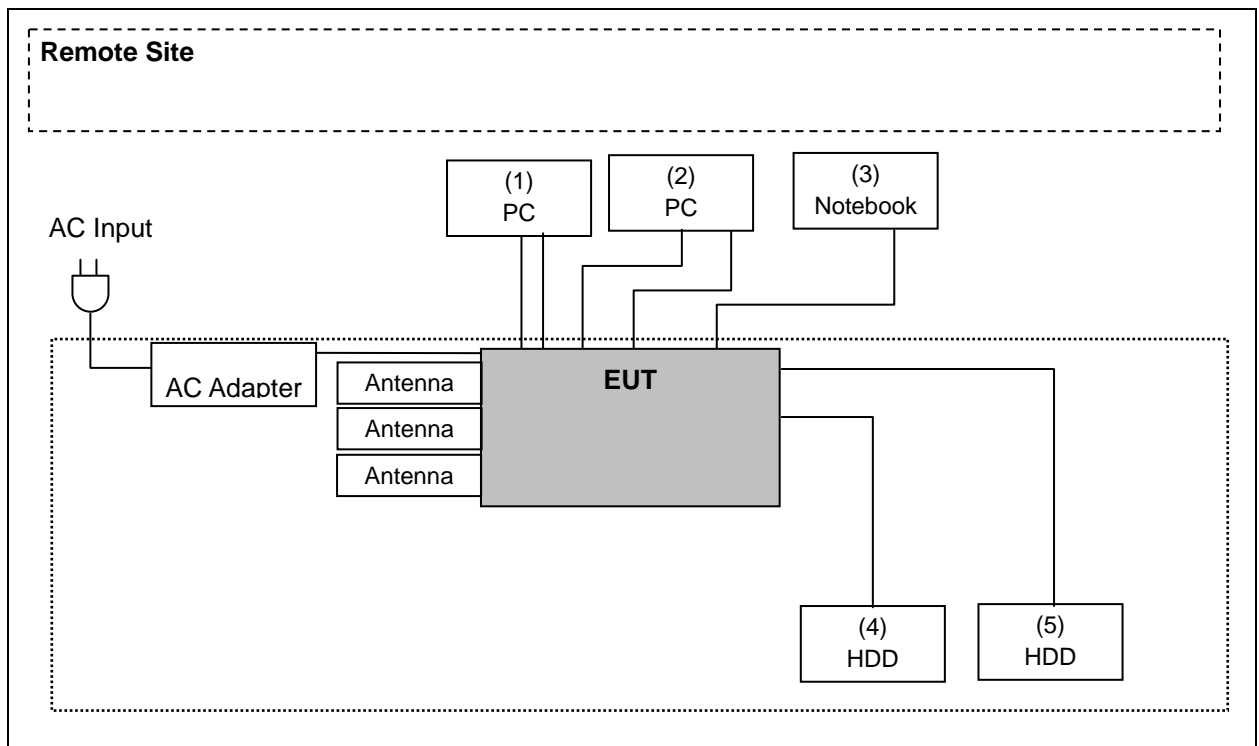 Remote Site
(1)
PC
(2)
PC
(3)
Notebook
AC Input
AC Adapter
Antenna
Antenna
Antenna
EUT
(4)
HDD
(5)
HDD